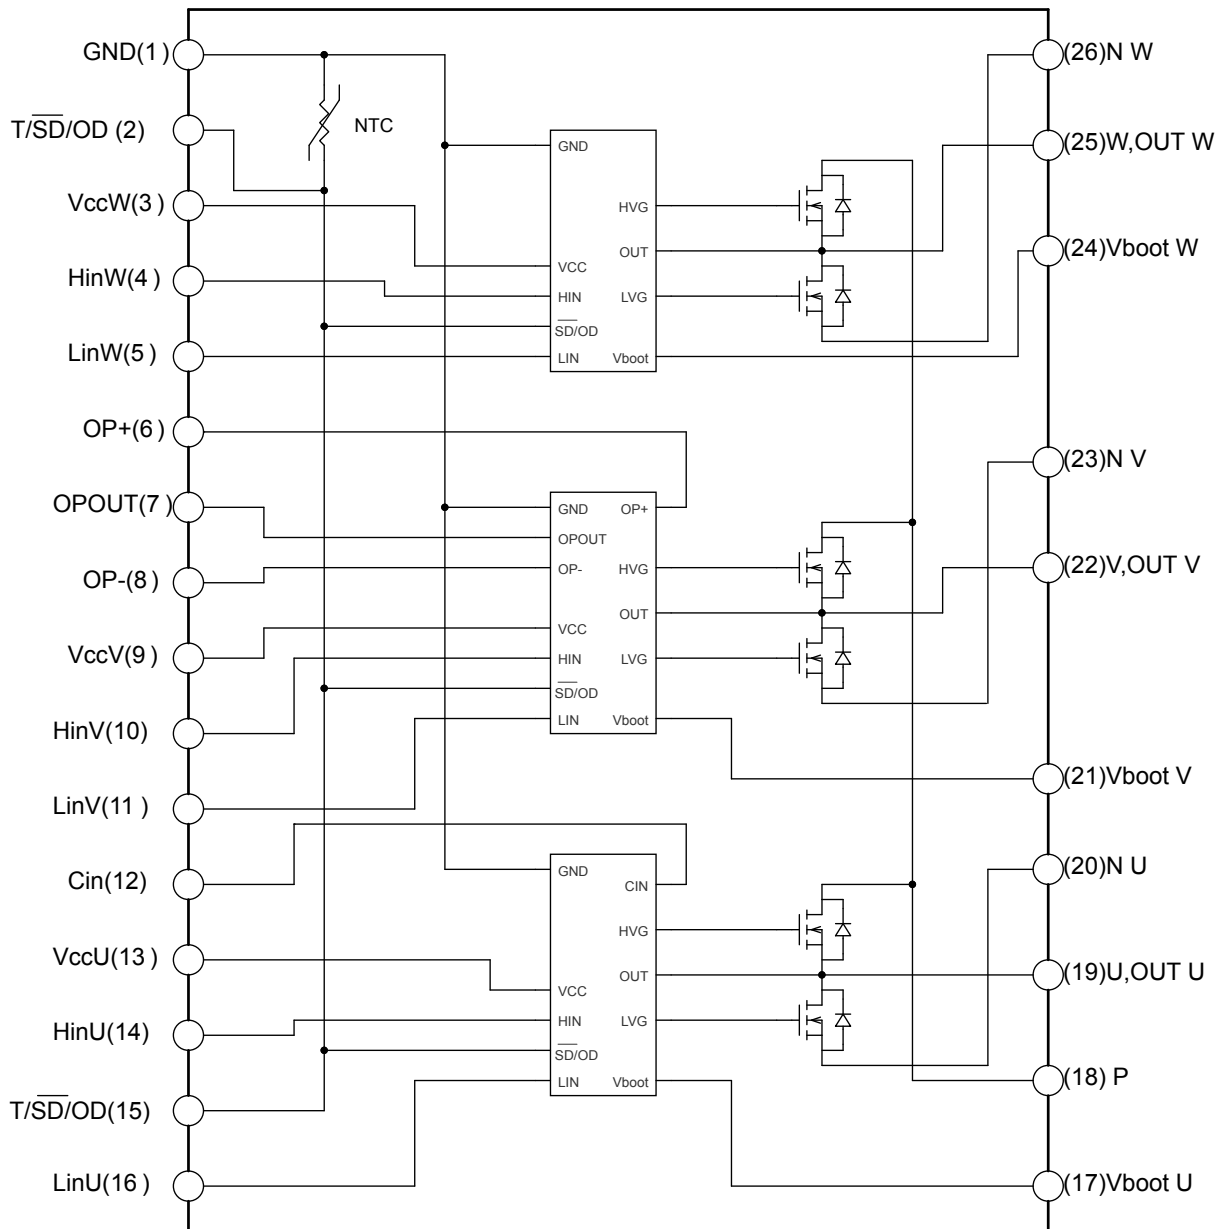 GND(1)
T/SD/OD (2)
VccW(3)
HinW(4)
LinW(5)
OP+(6)
OPOUT(7)
OP-(8)
VccV(9)
HinV(10)
LinV(11)
Cin(12)
VccU(13)
HinU(14)
T/SD/OD(15)
LinU(16)
NTC
GND
HVG
OUT
VCC
HIN
LVG
SD/OD
LIN
Vboot
GND
OP+
OPOUT
OP-
HVG
OUT
VCC
HIN
LVG
SD/OD
LIN
Vboot
GND
CIN
HVG
OUT
VCC
HIN
LVG
SD/OD
LIN
Vboot
(26)N W
(25)W,OUT W
(24)Vboot W
(23)N V
(22)V,OUT V
(21)Vboot V
(20)N U
(19)U,OUT U
(18) P
(17)Vboot U